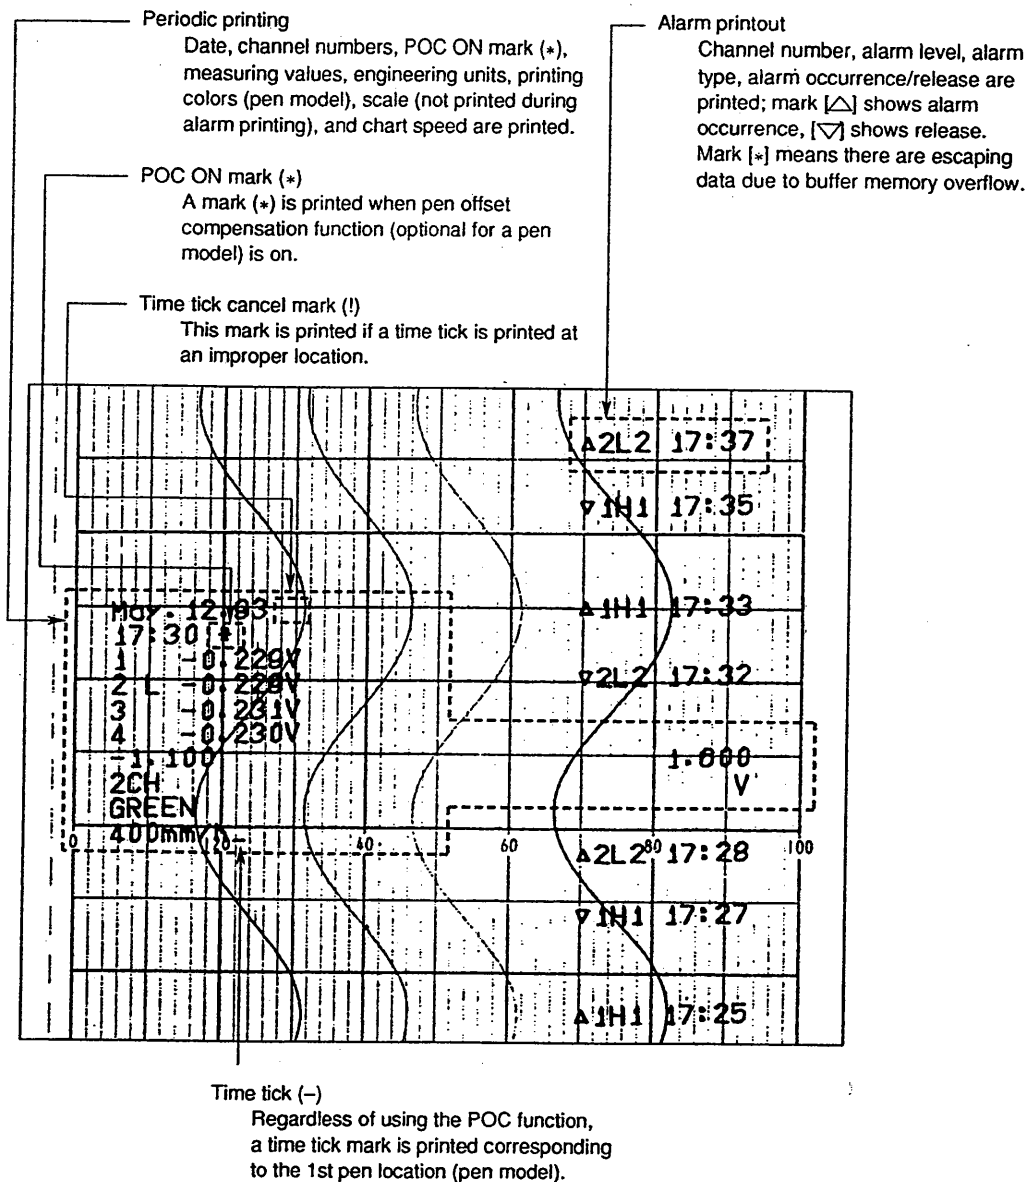 Periodic printing
Date, channel numbers, POC ON mark (*),
measuring values, engineering units, printing
colors (pen model), scale (not printed during
alarm printing), and chart speed are printed.
POC ON mark (*)
A mark (*) is printed when pen offset
compensation function (optional for a pen
model) is on.
Time tick cancel mark (!)
This mark is printed if a time tick is printed at
an improper location.
Alarm printout
Channel number, alarm level, alarm
type, alarm occurrence/release are
printed; mark [△] shows alarm
occurrence, [▽] shows release.
Mark [*] means there are escaping
data due to buffer memory overflow.
△2L2 17:37
▽1H1 17:35
△1H1 17:33
▽2L2 17:32
May. 12.93
17:30 *
1 -0.229V
2 L -0.229V
3 -0.231V
4 -0.230V
-1.100
2CH
GREEN
400mm/h
V
0 20 40 60 80 100
△2L2 17:28
▽1H1 17:27
△1H1 17:25
Time tick (–)
Regardless of using the POC function,
a time tick mark is printed corresponding
to the 1st pen location (pen model).